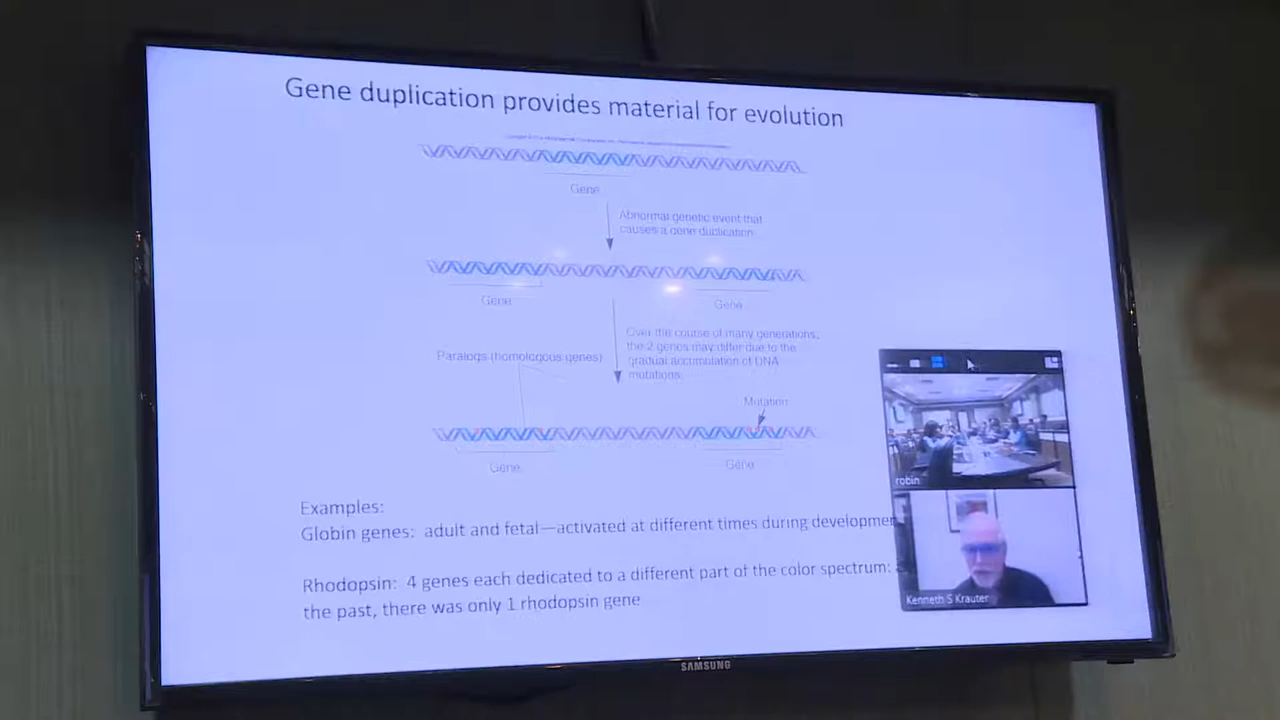 Gene duplication provides material for evolution
Gene
Abnormal genetic event that
causes a gene duplication
Gene
Gene
Over the course of many generations,
the 2 genes may differ due to the
gradual accumulation of DNA
mutations.
Paralogs (homologous genes)
Mutation
Gene
Gene
Examples:
Globin genes: adult and fetal—activated at different times during developmen
Rhodopsin: 4 genes each dedicated to a different part of the color spectrum:
the past, there was only 1 rhodopsin gene
robin
Kenneth S Krauter
SAMSUNG